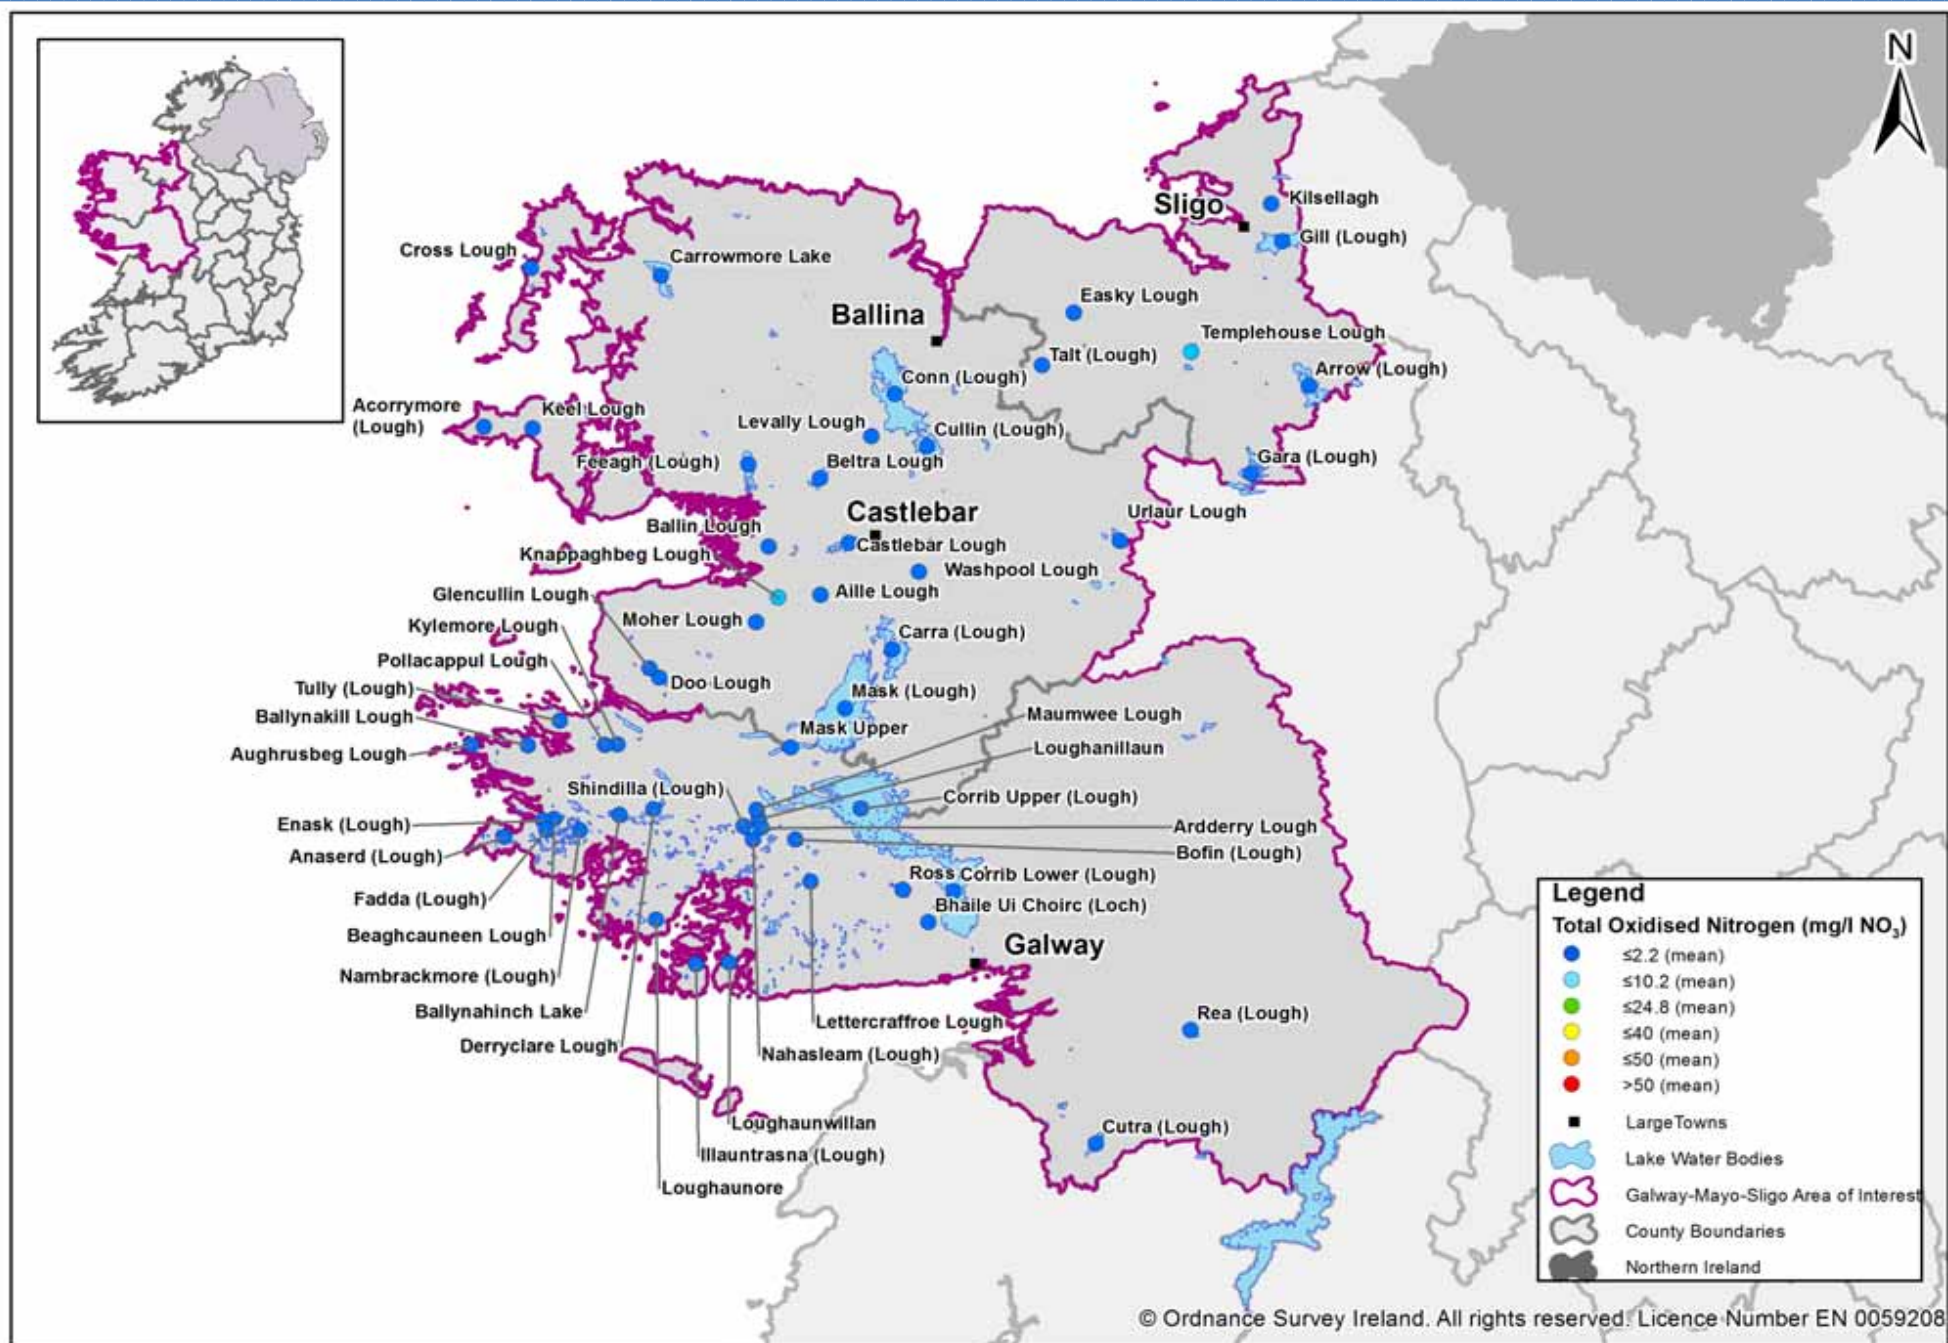 N
Kilsellagh
Sligo
Gill (Lough)
Cross Lough
Carrowmore Lake
Easky Lough
Ballina
Templehouse Lough
Talt (Lough)
Arrow (Lough)
Conn (Lough)
Acorrymore
(Lough)
Keel Lough
Levally Lough
Cullin (Lough)
Feeagh (Lough)
Beltra Lough
Gara (Lough)
Castlebar
Urlaur Lough
Ballin Lough
Castlebar Lough
Knappaghbeg Lough
Washpool Lough
Glencullin Lough
Aille Lough
Moher Lough
Kylemore Lough
Carra (Lough)
Pollacappul Lough
Tully (Lough)
Doo Lough
Mask (Lough)
Ballynakill Lough
Maumwee Lough
Mask Upper
Aughrusbeg Lough
Loughanillaun
Shindilla (Lough)
Corrib Upper (Lough)
Enask (Lough)
Ardderry Lough
Anaserd (Lough)
Bofin (Lough)
Ross
Corrib Lower (Lough)
Fadda (Lough)
Bhaile Ui Choirc (Loch)
Beaghcauneen Lough
Galway
Nambrackmore (Lough)
Ballynahinch Lake
Lettercraffroe Lough
Rea (Lough)
Derryclare Lough
Nahasleam (Lough)
Loughaunwillan
Cutra (Lough)
Illauntrasna (Lough)
Loughaunore
Legend
Total Oxidised Nitrogen (mg/l NO₃)
≤2.2 (mean)
≤10.2 (mean)
≤24.8 (mean)
≤40 (mean)
≤50 (mean)
>50 (mean)
LargeTowns
Lake Water Bodies
Galway-Mayo-Sligo Area of Interest
County Boundaries
Northern Ireland
© Ordnance Survey Ireland. All rights reserved. Licence Number EN 0059208